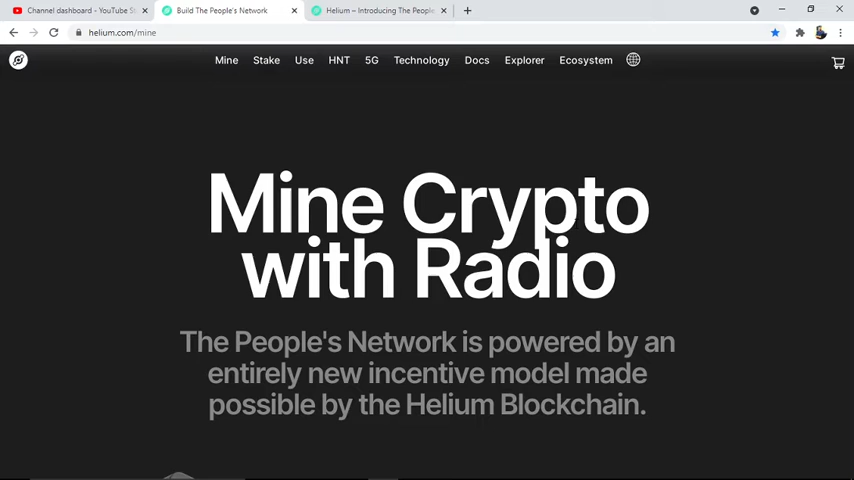 Channel dashboard - YouTube St
Build The People's Network
Helium – Introducing The People
helium.com/mine
Mine Stake Use HNT 5G Technology Docs Explorer Ecosystem
Mine Crypto
with Radio
The People's Network is powered by an
entirely new incentive model made
possible by the Helium Blockchain.